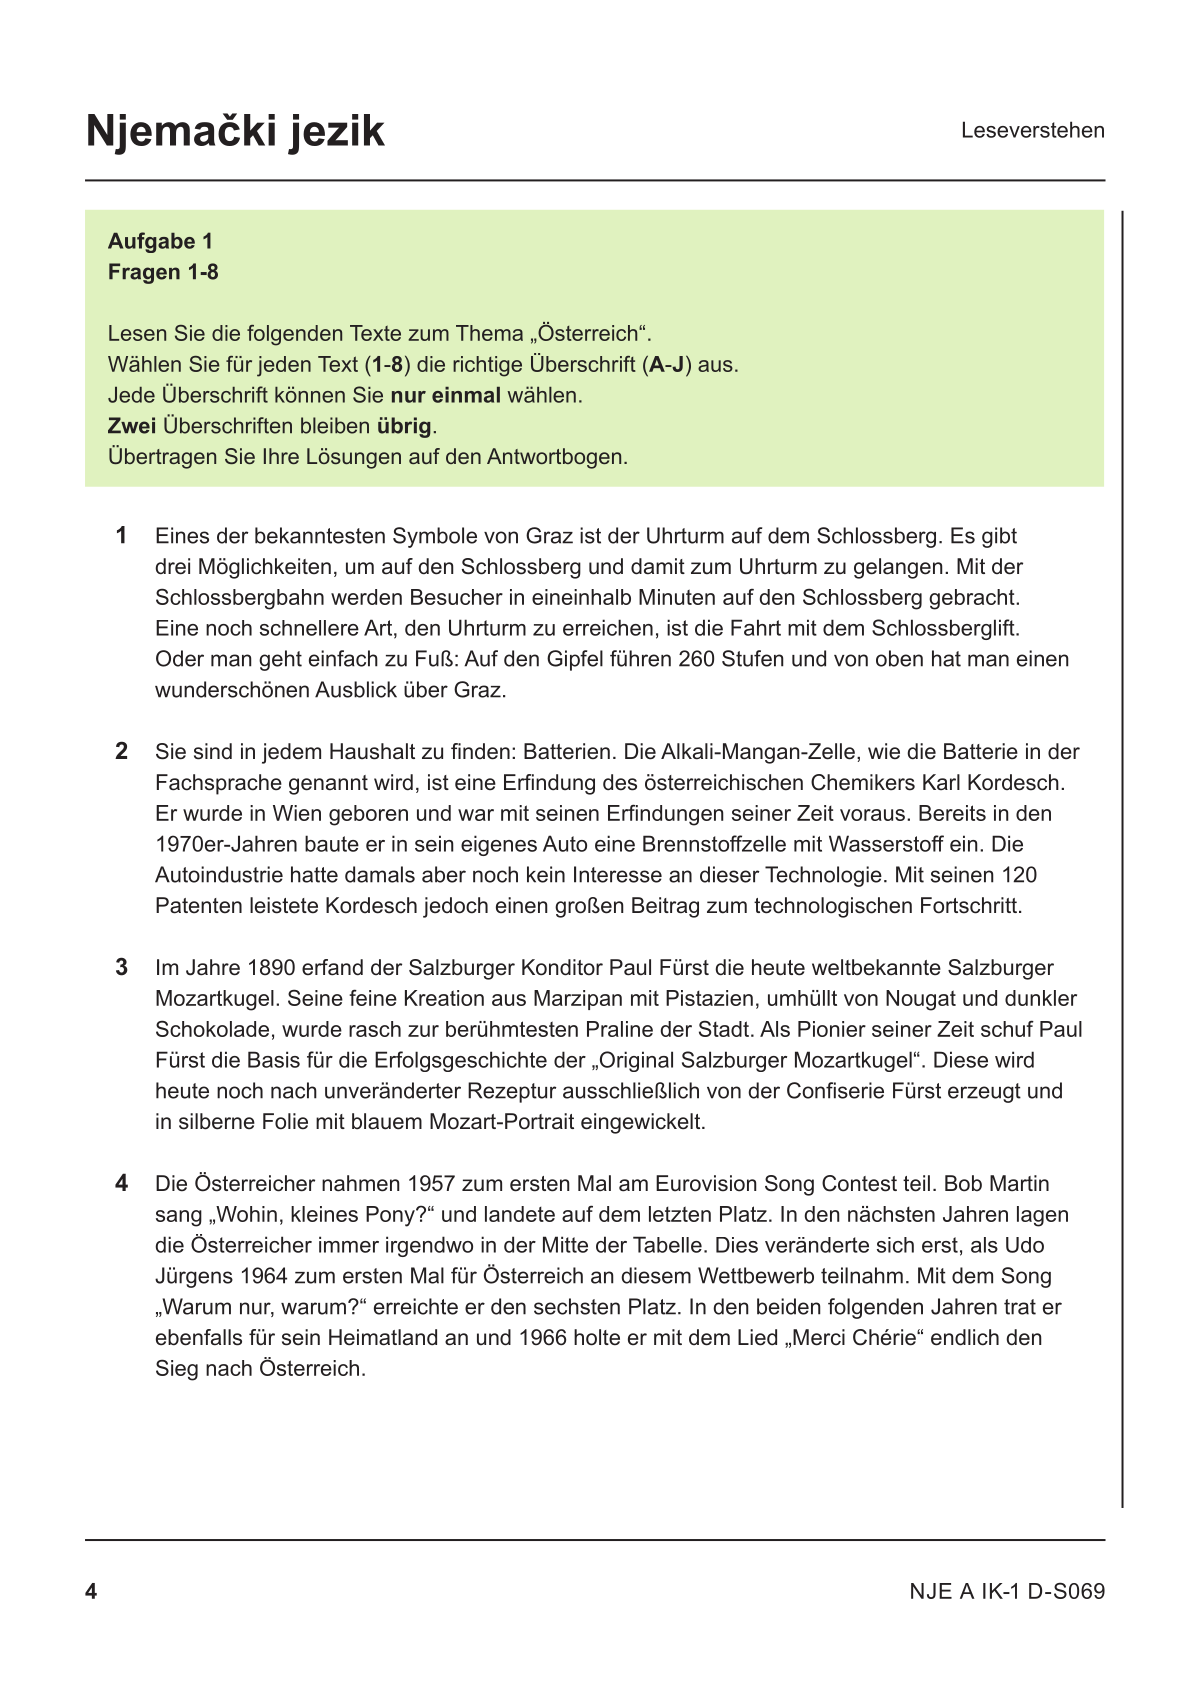 Njemački jezik
Leseverstehen
Aufgabe 1
Fragen 1-8
Lesen Sie die folgenden Texte zum Thema „Österreich“.
Wählen Sie für jeden Text (1-8) die richtige Überschrift (A-J) aus.
Jede Überschrift können Sie nur einmal wählen.
Zwei Überschriften bleiben übrig.
Übertragen Sie Ihre Lösungen auf den Antwortbogen.
1 Eines der bekanntesten Symbole von Graz ist der Uhrturm auf dem Schlossberg. Es gibt
drei Möglichkeiten, um auf den Schlossberg und damit zum Uhrturm zu gelangen. Mit der
Schlossbergbahn werden Besucher in eineinhalb Minuten auf den Schlossberg gebracht.
Eine noch schnellere Art, den Uhrturm zu erreichen, ist die Fahrt mit dem Schlossberglift.
Oder man geht einfach zu Fuß: Auf den Gipfel führen 260 Stufen und von oben hat man einen
wunderschönen Ausblick über Graz.
2 Sie sind in jedem Haushalt zu finden: Batterien. Die Alkali-Mangan-Zelle, wie die Batterie in der
Fachsprache genannt wird, ist eine Erfindung des österreichischen Chemikers Karl Kordesch.
Er wurde in Wien geboren und war mit seinen Erfindungen seiner Zeit voraus. Bereits in den
1970er-Jahren baute er in sein eigenes Auto eine Brennstoffzelle mit Wasserstoff ein. Die
Autoindustrie hatte damals aber noch kein Interesse an dieser Technologie. Mit seinen 120
Patenten leistete Kordesch jedoch einen großen Beitrag zum technologischen Fortschritt.
3 Im Jahre 1890 erfand der Salzburger Konditor Paul Fürst die heute weltbekannte Salzburger
Mozartkugel. Seine feine Kreation aus Marzipan mit Pistazien, umhüllt von Nougat und dunkler
Schokolade, wurde rasch zur berühmtesten Praline der Stadt. Als Pionier seiner Zeit schuf Paul
Fürst die Basis für die Erfolgsgeschichte der „Original Salzburger Mozartkugel“. Diese wird
heute noch nach unveränderter Rezeptur ausschließlich von der Confiserie Fürst erzeugt und
in silberne Folie mit blauem Mozart-Portrait eingewickelt.
4 Die Österreicher nahmen 1957 zum ersten Mal am Eurovision Song Contest teil. Bob Martin
sang „Wohin, kleines Pony?“ und landete auf dem letzten Platz. In den nächsten Jahren lagen
die Österreicher immer irgendwo in der Mitte der Tabelle. Dies veränderte sich erst, als Udo
Jürgens 1964 zum ersten Mal für Österreich an diesem Wettbewerb teilnahm. Mit dem Song
„Warum nur, warum?“ erreichte er den sechsten Platz. In den beiden folgenden Jahren trat er
ebenfalls für sein Heimatland an und 1966 holte er mit dem Lied „Merci Chérie“ endlich den
Sieg nach Österreich.
4
NJE A IK-1 D-S069